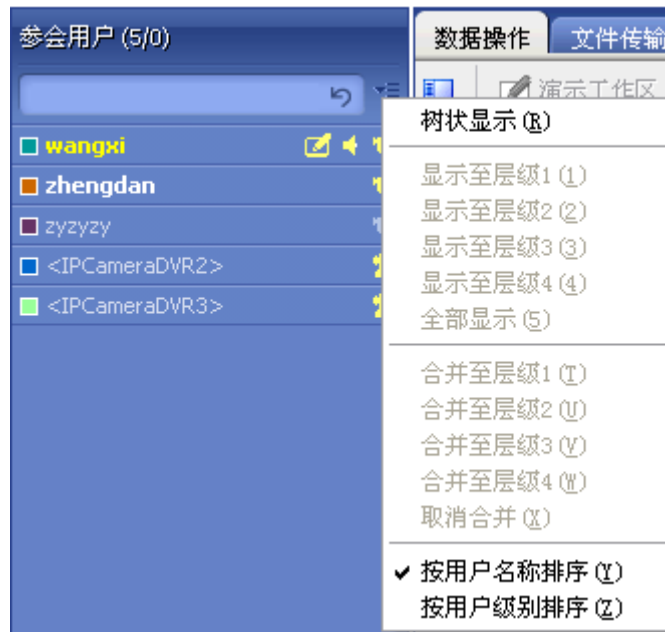 参会用户 (5/0)
数据操作
文件传输
演示工作区
wangxi
zhengdan
zyzyzy
<IPCameraDVR2>
<IPCameraDVR3>
树状显示(R)
显示至层级1(1)
显示至层级2(2)
显示至层级3(3)
显示至层级4(4)
全部显示(5)
合并至层级1(T)
合并至层级2(U)
合并至层级3(V)
合并至层级4(W)
取消合并(X)
按用户名称排序(Y)
按用户级别排序(Z)